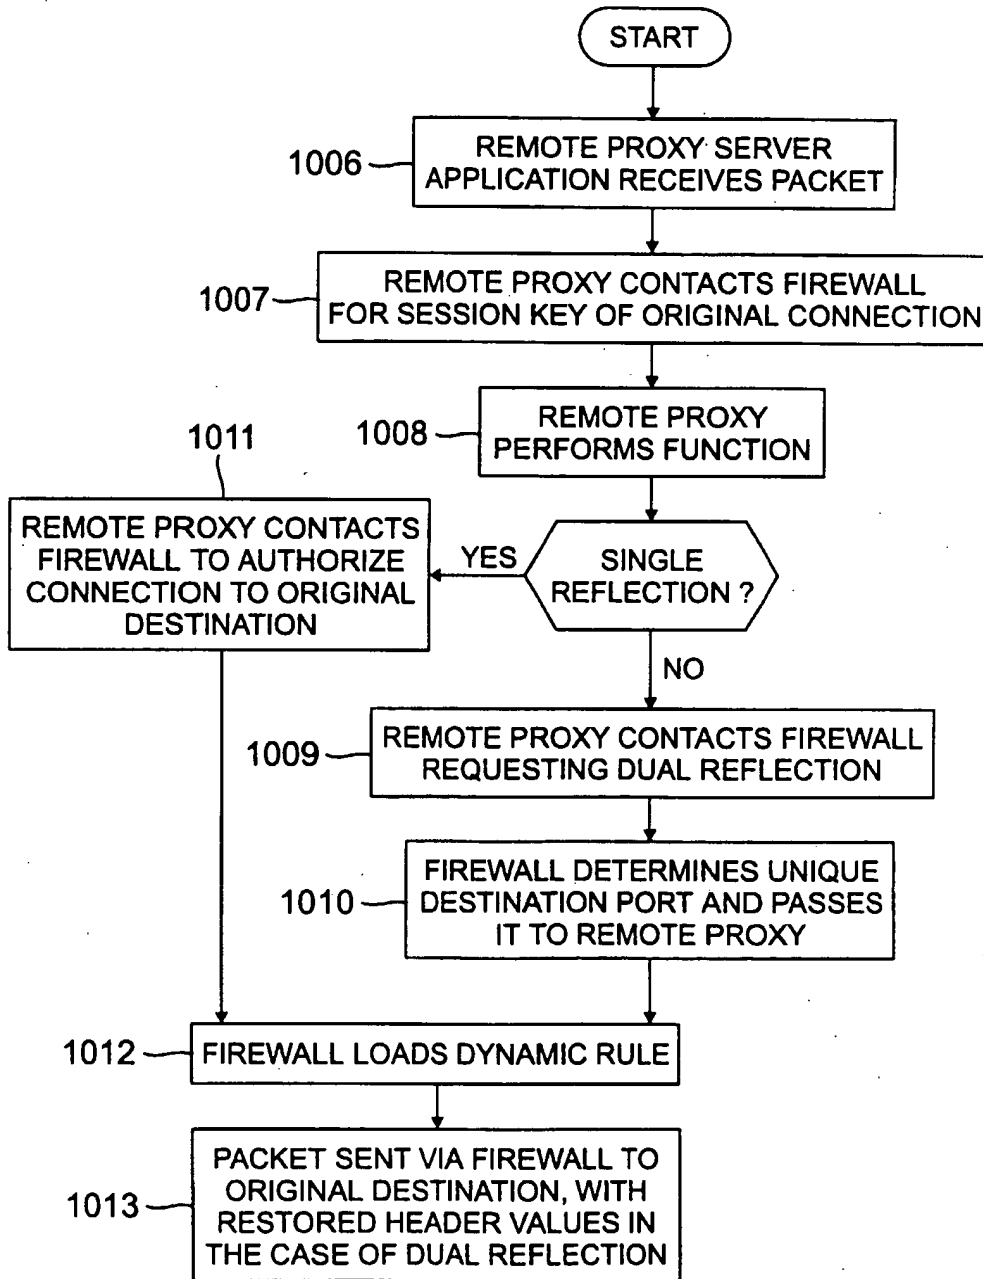 START
1006
REMOTE PROXY SERVER
APPLICATION RECEIVES PACKET
1007
REMOTE PROXY CONTACTS FIREWALL
FOR SESSION KEY OF ORIGINAL CONNECTION
1008
REMOTE PROXY
PERFORMS FUNCTION
1011
REMOTE PROXY CONTACTS
FIREWALL TO AUTHORIZE
CONNECTION TO ORIGINAL
DESTINATION
YES
SINGLE
REFLECTION ?
NO
1009
REMOTE PROXY CONTACTS FIREWALL
REQUESTING DUAL REFLECTION
1010
FIREWALL DETERMINES UNIQUE
DESTINATION PORT AND PASSES
IT TO REMOTE PROXY
1012
FIREWALL LOADS DYNAMIC RULE
1013
PACKET SENT VIA FIREWALL TO
ORIGINAL DESTINATION, WITH
RESTORED HEADER VALUES IN
THE CASE OF DUAL REFLECTION